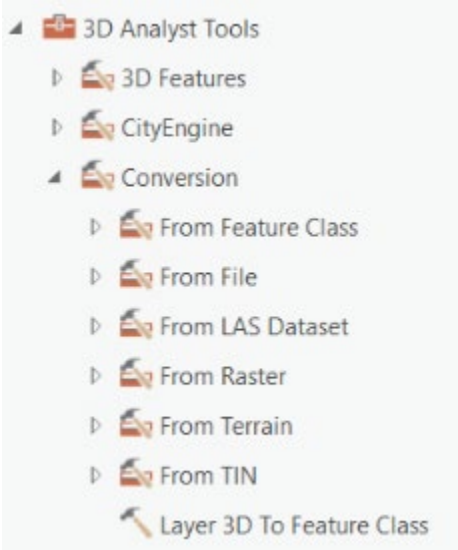 3D Analyst Tools
3D Features
CityEngine
Conversion
From Feature Class
From File
From LAS Dataset
From Raster
From Terrain
From TIN
Layer 3D To Feature Class